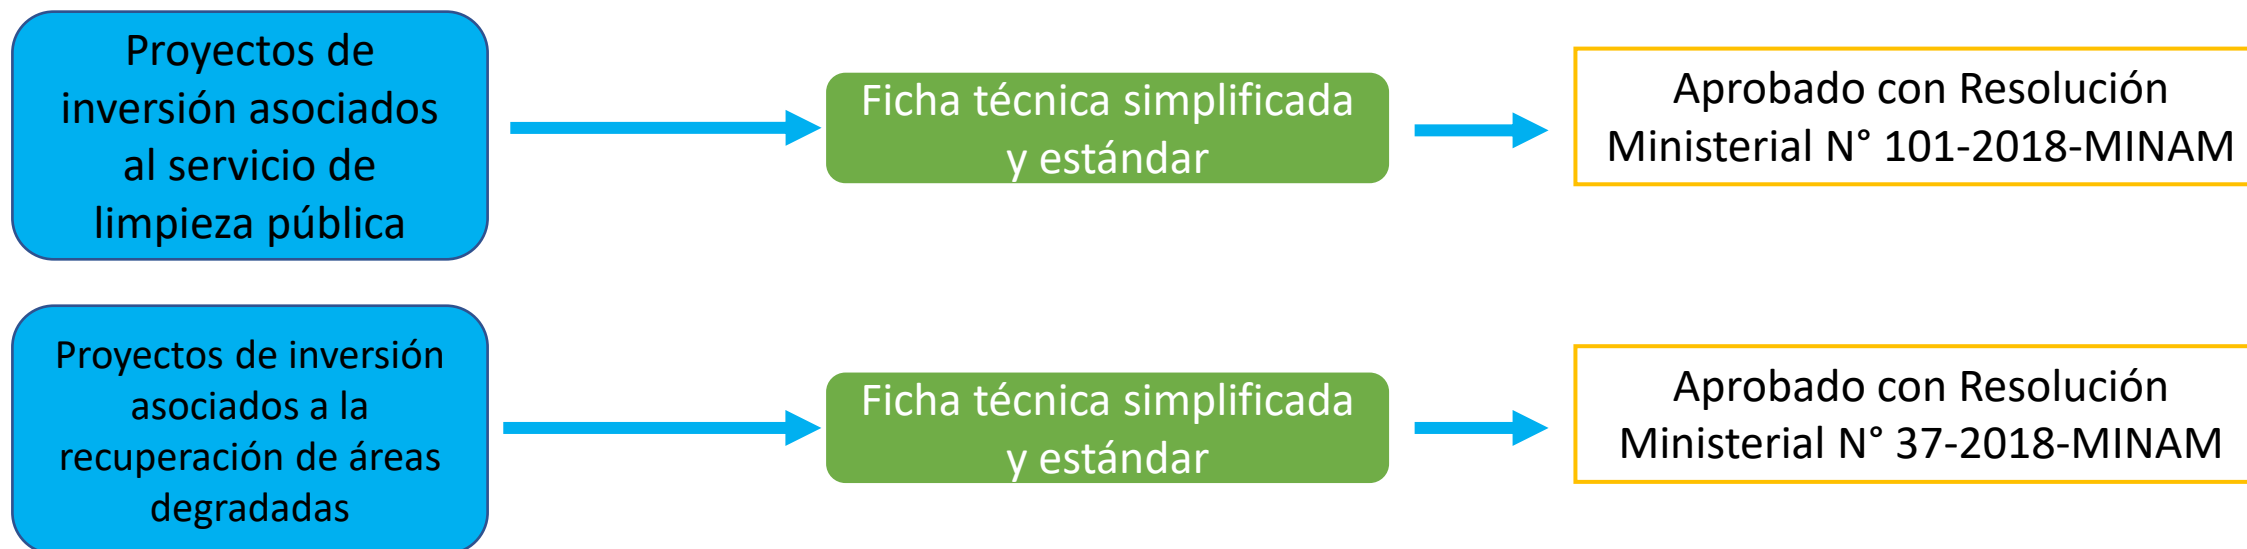 Proyectos de
inversión asociados
al servicio de
limpieza pública
Ficha técnica simplificada
y estándar
Aprobado con Resolución
Ministerial N° 101-2018-MINAM
Proyectos de inversión
asociados a la
recuperación de áreas
degradadas
Ficha técnica simplificada
y estándar
Aprobado con Resolución
Ministerial N° 37-2018-MINAM